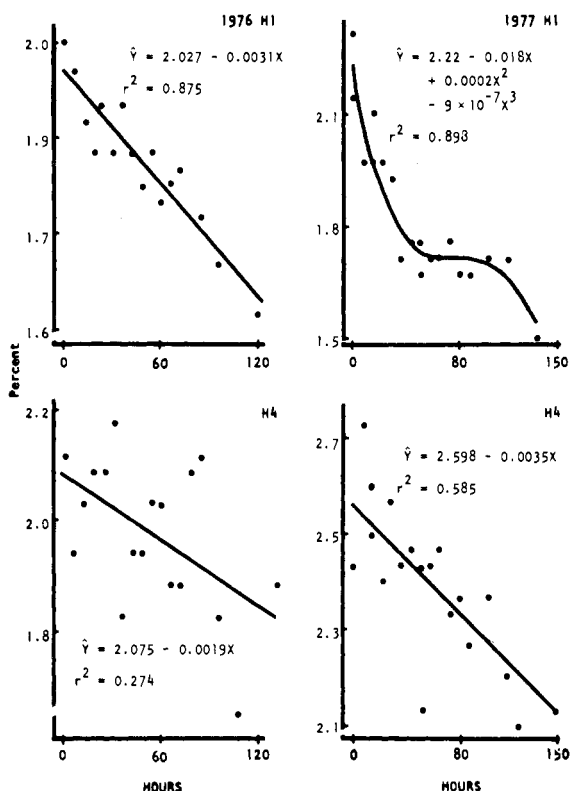 1976 H1
Ŷ = 2.027 - 0.0031X
r² = 0.875
2.0
1.9
1.7
1.6
0 60 120
1977 H1
Ŷ = 2.22 - 0.018X
+ 0.0002X²
- 9 × 10⁻⁷X³
r² = 0.898
2.1
1.8
1.5
0 80 150
Percent
H4
2.2
2.0
1.8
Ŷ = 2.075 - 0.0019X
r² = 0.274
0 60 120
HOURS
H4
Ŷ = 2.598 - 0.0035X
r² = 0.585
2.7
2.5
2.3
2.1
0 80 150
HOURS